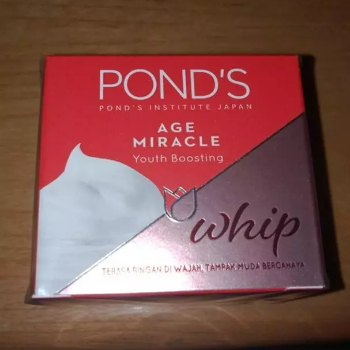 POND'S
POND'S INSTITUTE JAPAN
AGE
MIRACLE
Youth Boosting
whip
TERASA RINGAN DI WAJAH, TAMPAK MUDA BERCAHAYA